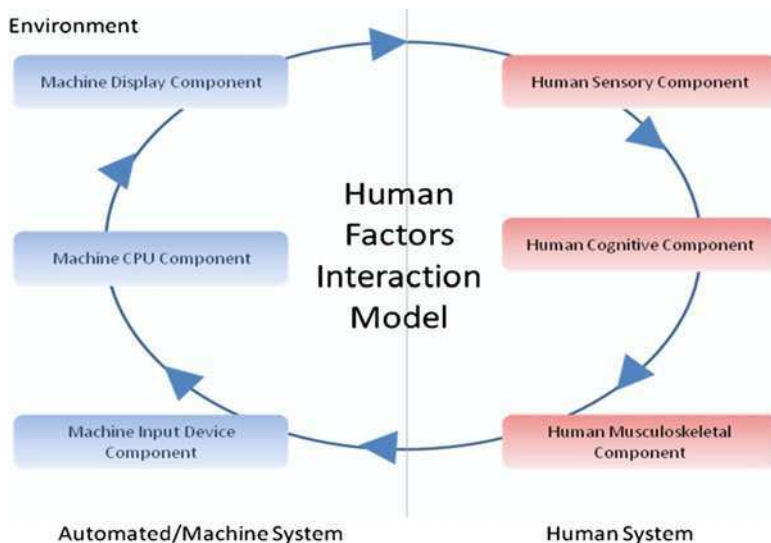 Environment
Machine Display Component
Human Sensory Component
Human
Factors
Interaction
Model
Machine CPU Component
Human Cognitive Component
Machine Input Device
Component
Human Musculoskeletal
Component
Automated/Machine System
Human System